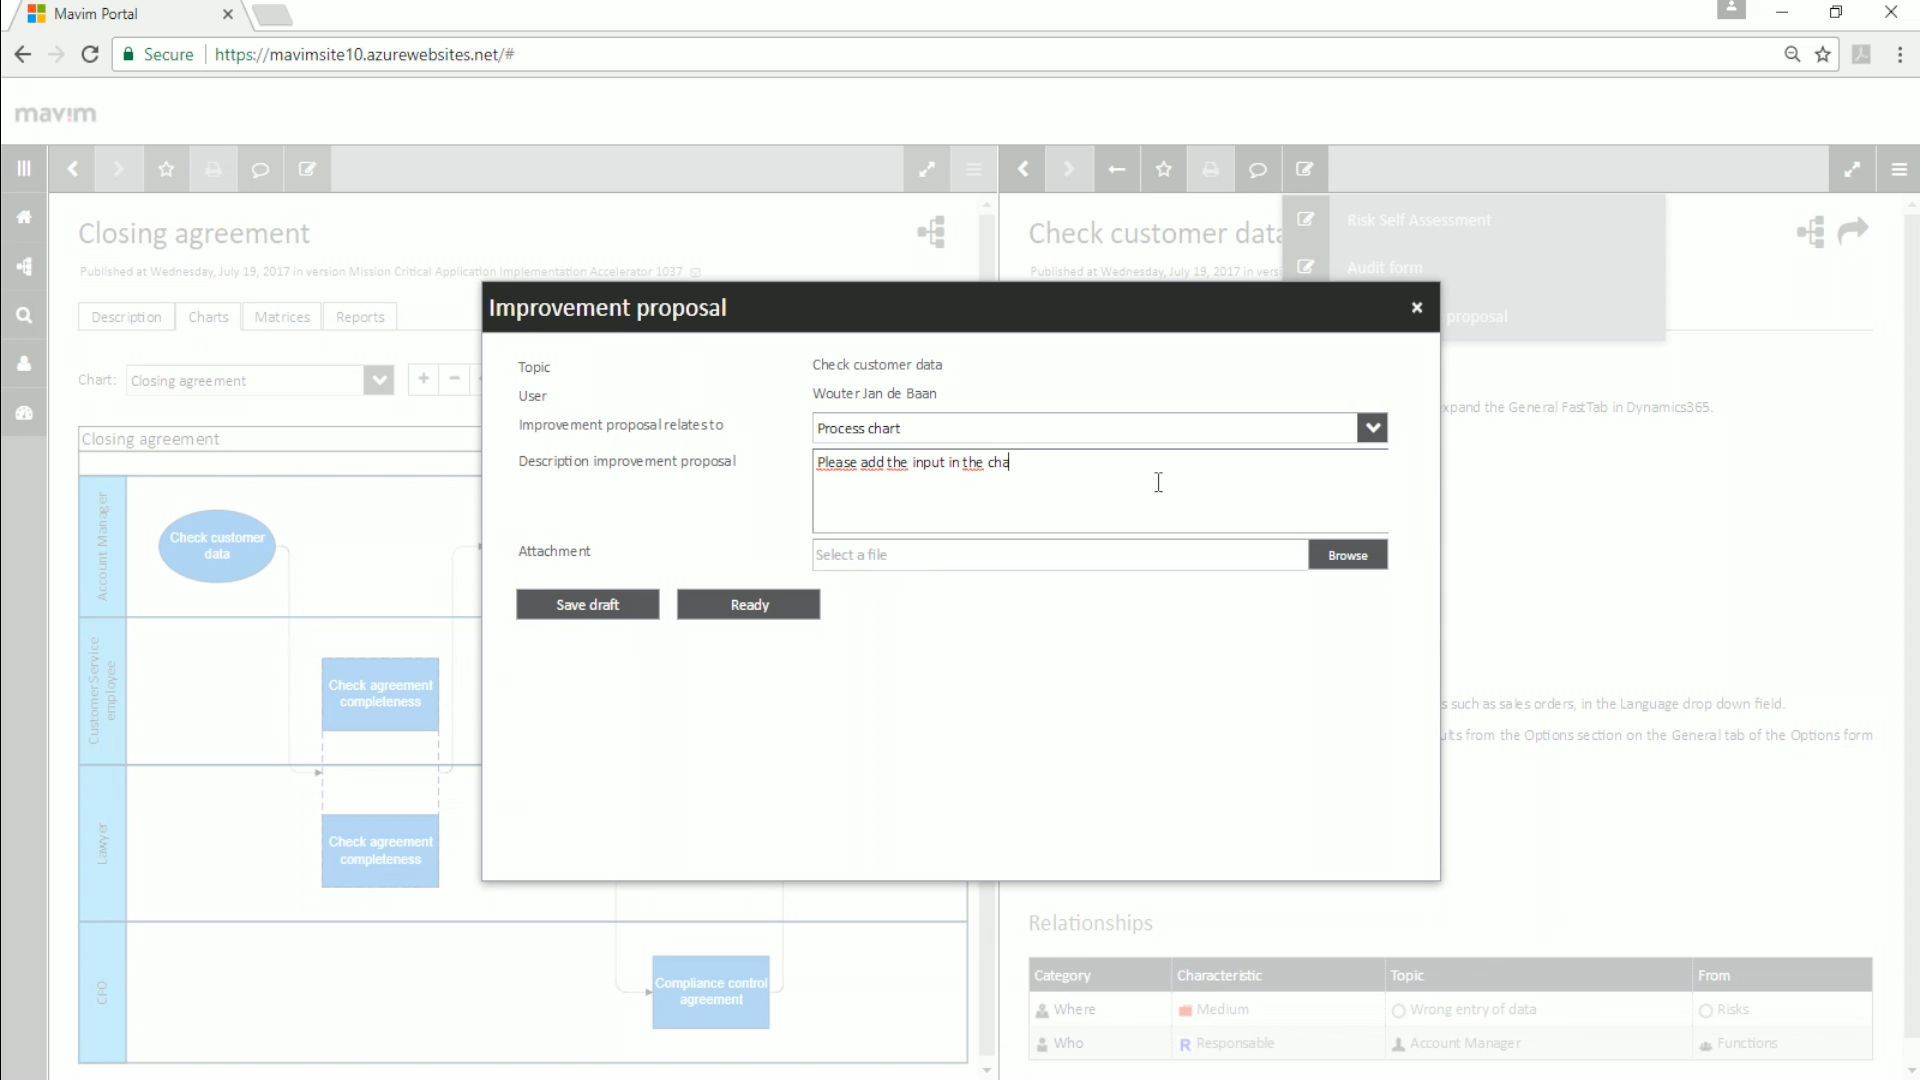 Mavim Portal
Secure https://mavimsite10.azurewebsites.net/#
mavim
Closing agreement
Published at Wednesday, July 19, 2017 in version Mission Critical Application Implementation Accelerator 1037
Description Charts Matrices Reports
Chart: Closing agreement
Closing agreement
Account Manager
Check customer
data
Customer Service
employee
Check agreement
completeness
Lawyer
Check agreement
completeness
CFO
Compliance control
agreement
Check customer data
Published at Wednesday, July 19, 2017 in
Risk Self Assessment
Audit form
proposal
Improvement proposal
Topic Check customer data
User Wouter Jan de Baan
Improvement proposal relates to Process chart
Description improvement proposal Please add the input in the cha
Attachment Select a file Browse
Save draft Ready
xpand the General FastTab in Dynamics365.
s such as sales orders, in the Language drop down field.
ults from the Options section on the General tab of the Options form
Relationships
Category Characteristic Topic From
Where Medium Wrong entry of data Risks
Who R Responsable Account Manager Functions